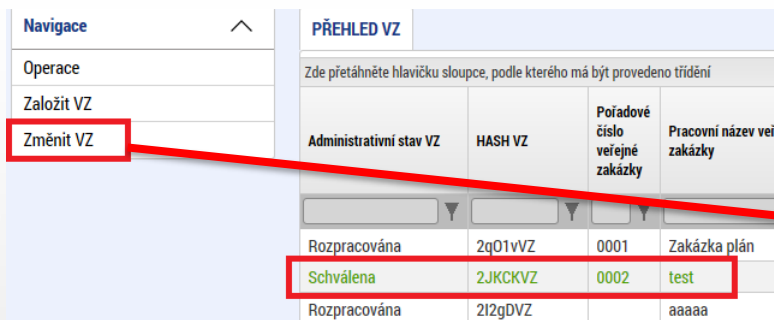 Navigace
Operace
Založit VZ
Změnit VZ
PŘEHLED VZ
Zde přetáhněte hlavičku sloupce, podle kterého má být provedeno třídění
Administrativní stav VZ HASH VZ Pořadové číslo veřejné zakázky Pracovní název veř zakázky
Rozpracována 2qO1vVZ 0001 Zakázka plán
Schválena 2JKCKVZ 0002 test
Rozpracována 2I2gDVZ aaaaa